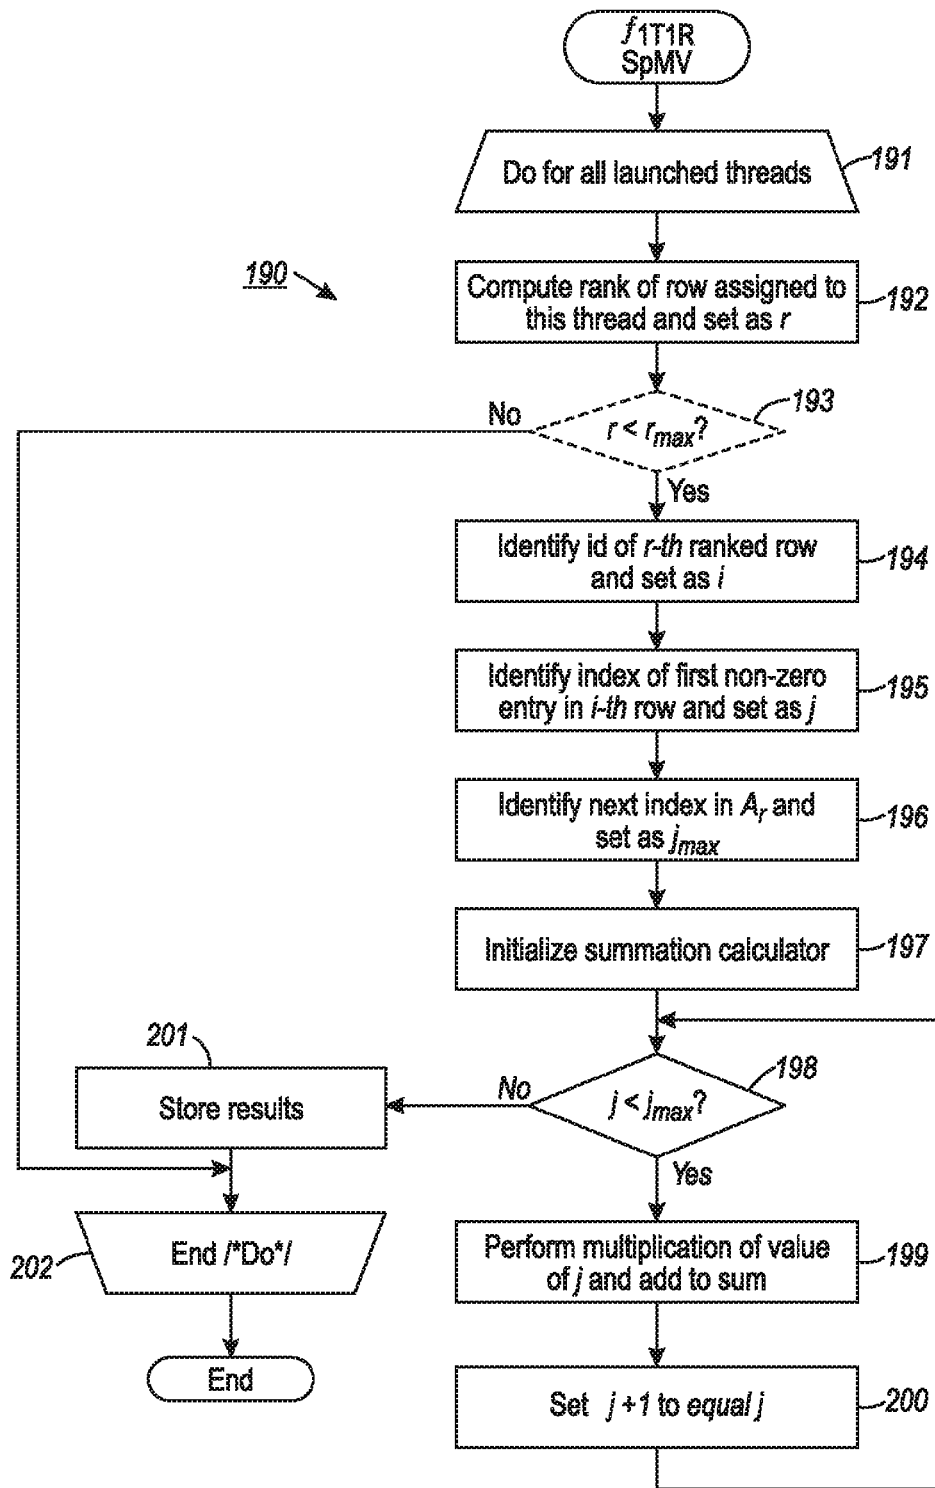 f1T1R
SpMV
Do for all launched threads
191
190
Compute rank of row assigned to
this thread and set as r
192
193
No
r < rmax?
Yes
Identify id of r-th ranked row
and set as i
194
Identify index of first non-zero
entry in i-th row and set as j
195
Identify next index in Ar and
set as jmax
196
Initialize summation calculator
197
201
198
Store results
No
j < jmax?
Yes
202
End /*Do*/
Perform multiplication of value
of j and add to sum
199
End
Set j +1 to equal j
200